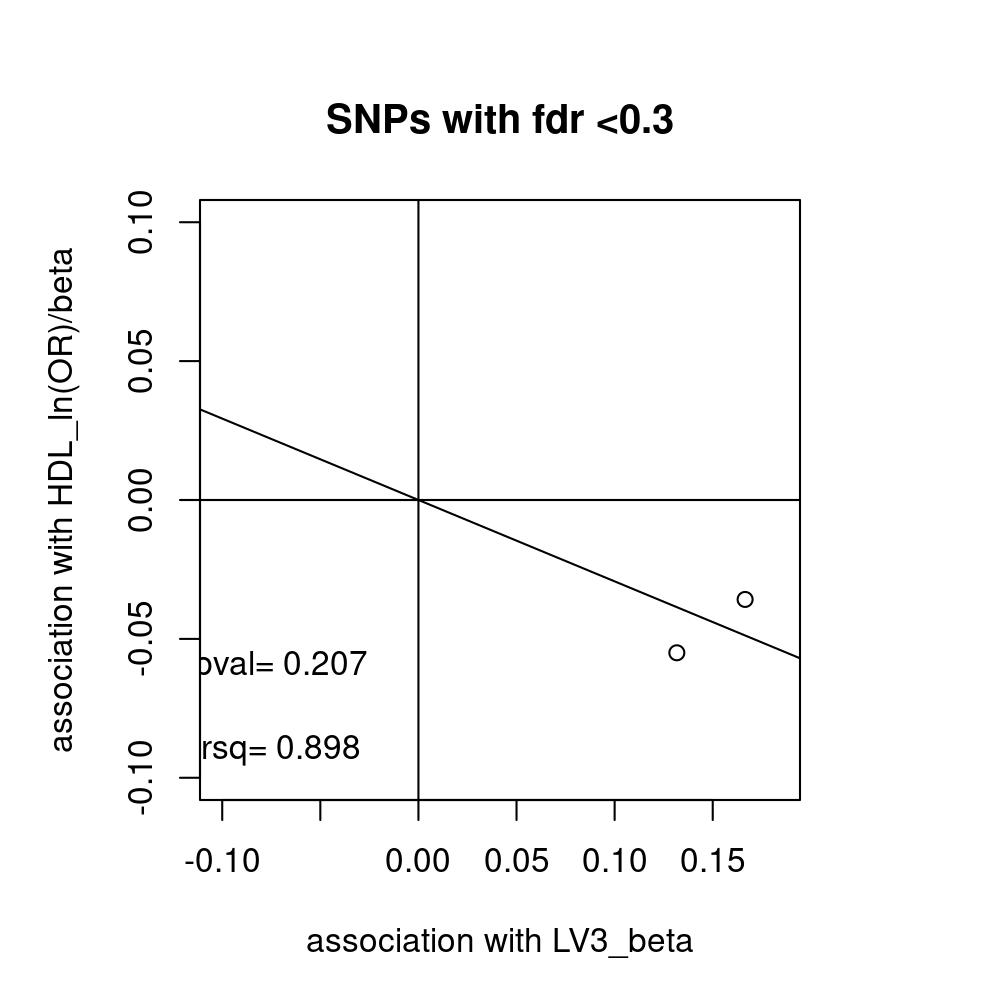 SNPs with fdr <0.3
association with HDL_ln(OR)/beta
0.10
0.05
0.00
-0.05
-0.10
pval= 0.207
rsq= 0.898
-0.10 0.00 0.05 0.10 0.15
association with LV3_beta